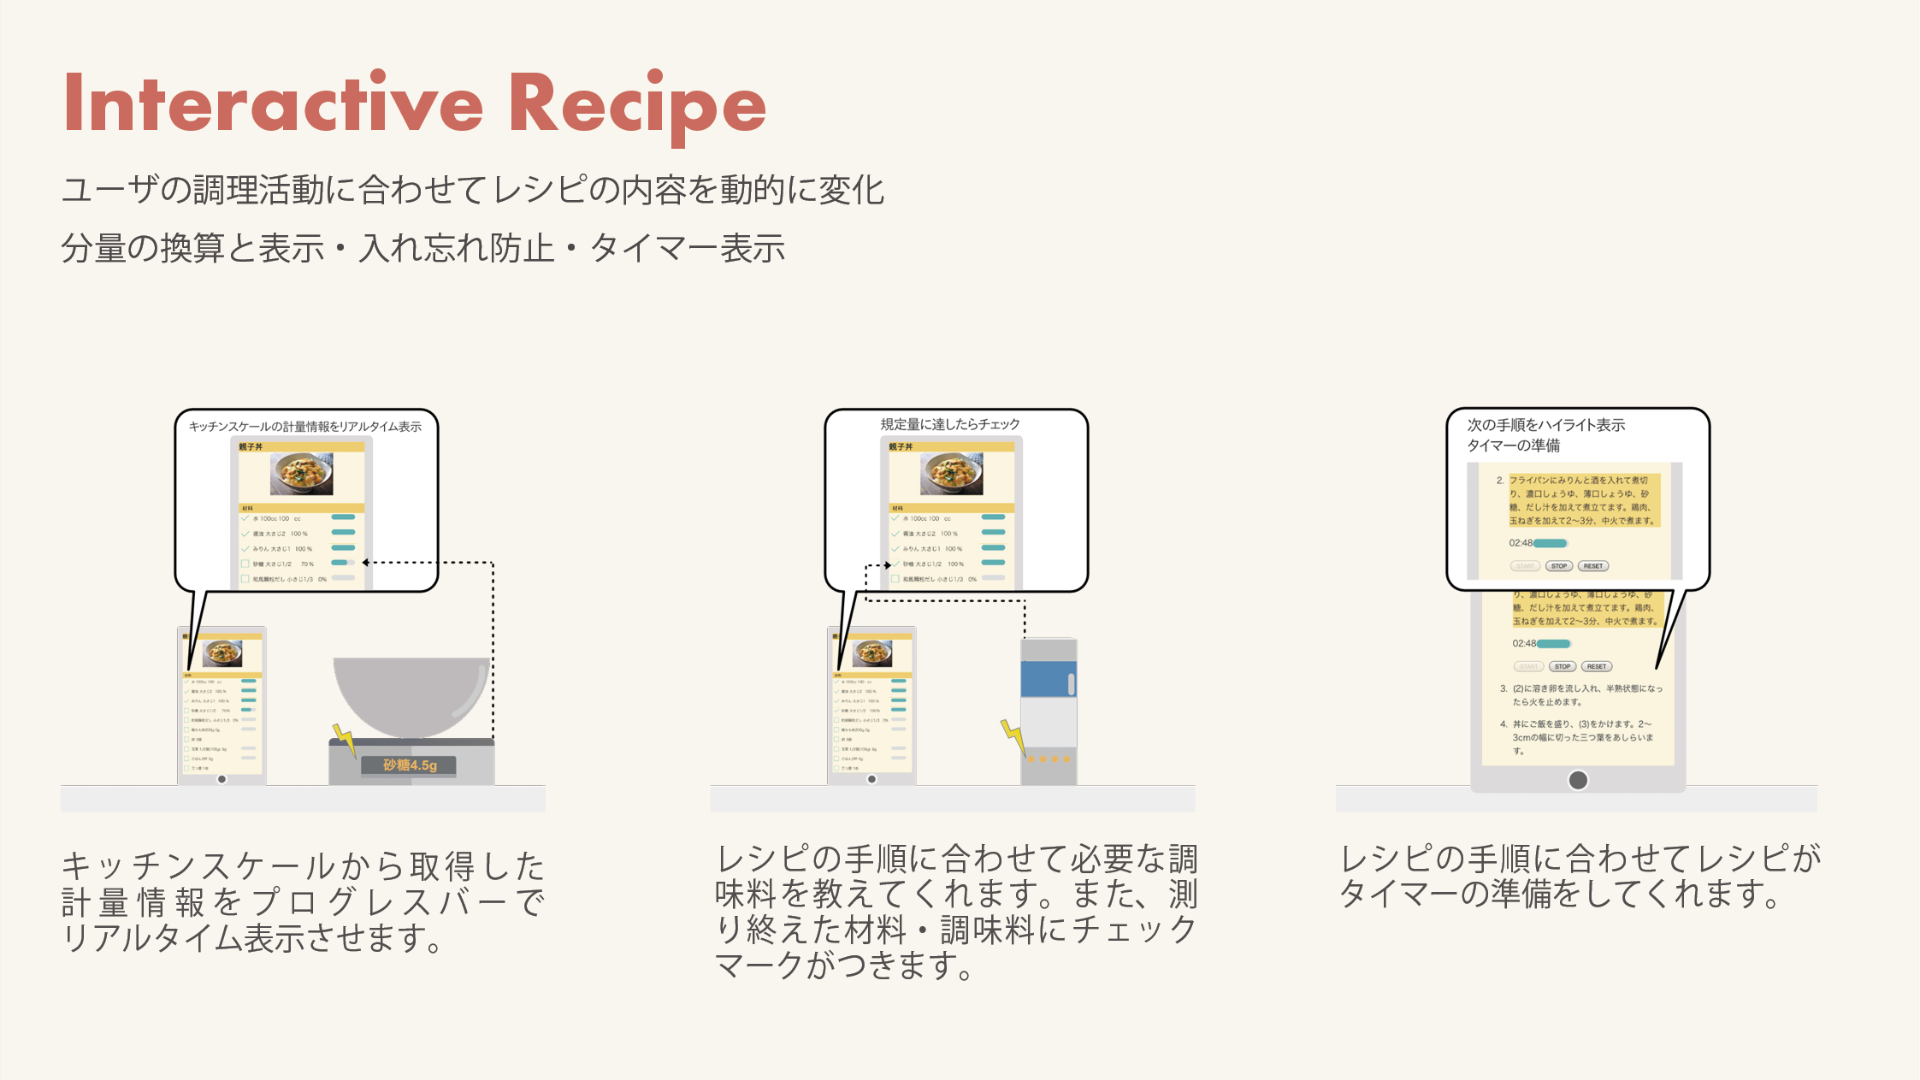 Interactive Recipe
ユーザの調理活動に合わせてレシピの内容を動的に変化
分量の換算と表示・入れ忘れ防止・タイマー表示
キッチンスケールの計量情報をリアルタイム表示
親子丼
材料
水 100cc 100 cc
醤油 大さじ2 100 %
みりん 大さじ1 100 %
砂糖 大さじ1/2 70 %
和風顆粒だし 小さじ1/3 0%
砂糖4.5g
キッチンスケールから取得した
計量情報をプログレスバーで
リアルタイム表示させます。
規定量に達したらチェック
親子丼
材料
水 100cc 100 cc
醤油 大さじ2 100 %
みりん 大さじ1 100 %
砂糖 大さじ1/2 100 %
和風顆粒だし 小さじ1/3 0%
レシピの手順に合わせて必要な調
味料を教えてくれます。また、測
り終えた材料・調味料にチェック
マークがつきます。
次の手順をハイライト表示
タイマーの準備
2. フライパンにみりんと酒を入れて煮切
り、濃口しょうゆ、薄口しょうゆ、砂
糖、だし汁を加えて煮立てます。鶏肉、
玉ねぎを加えて2〜3分、中火で煮ます。
02:48
START STOP RESET
り、濃口しょうゆ、薄口しょうゆ、砂
糖、だし汁を加えて煮立てます。鶏肉、
玉ねぎを加えて2〜3分、中火で煮ます。
02:48
START STOP RESET
3. (2)に溶き卵を流し入れ、半熟状態になっ
たら火を止めます。
4. 丼にご飯を盛り、(3)をかけます。2〜
3cmの幅に切った三つ葉をあしらいま
す。
レシピの手順に合わせてレシピが
タイマーの準備をしてくれます。